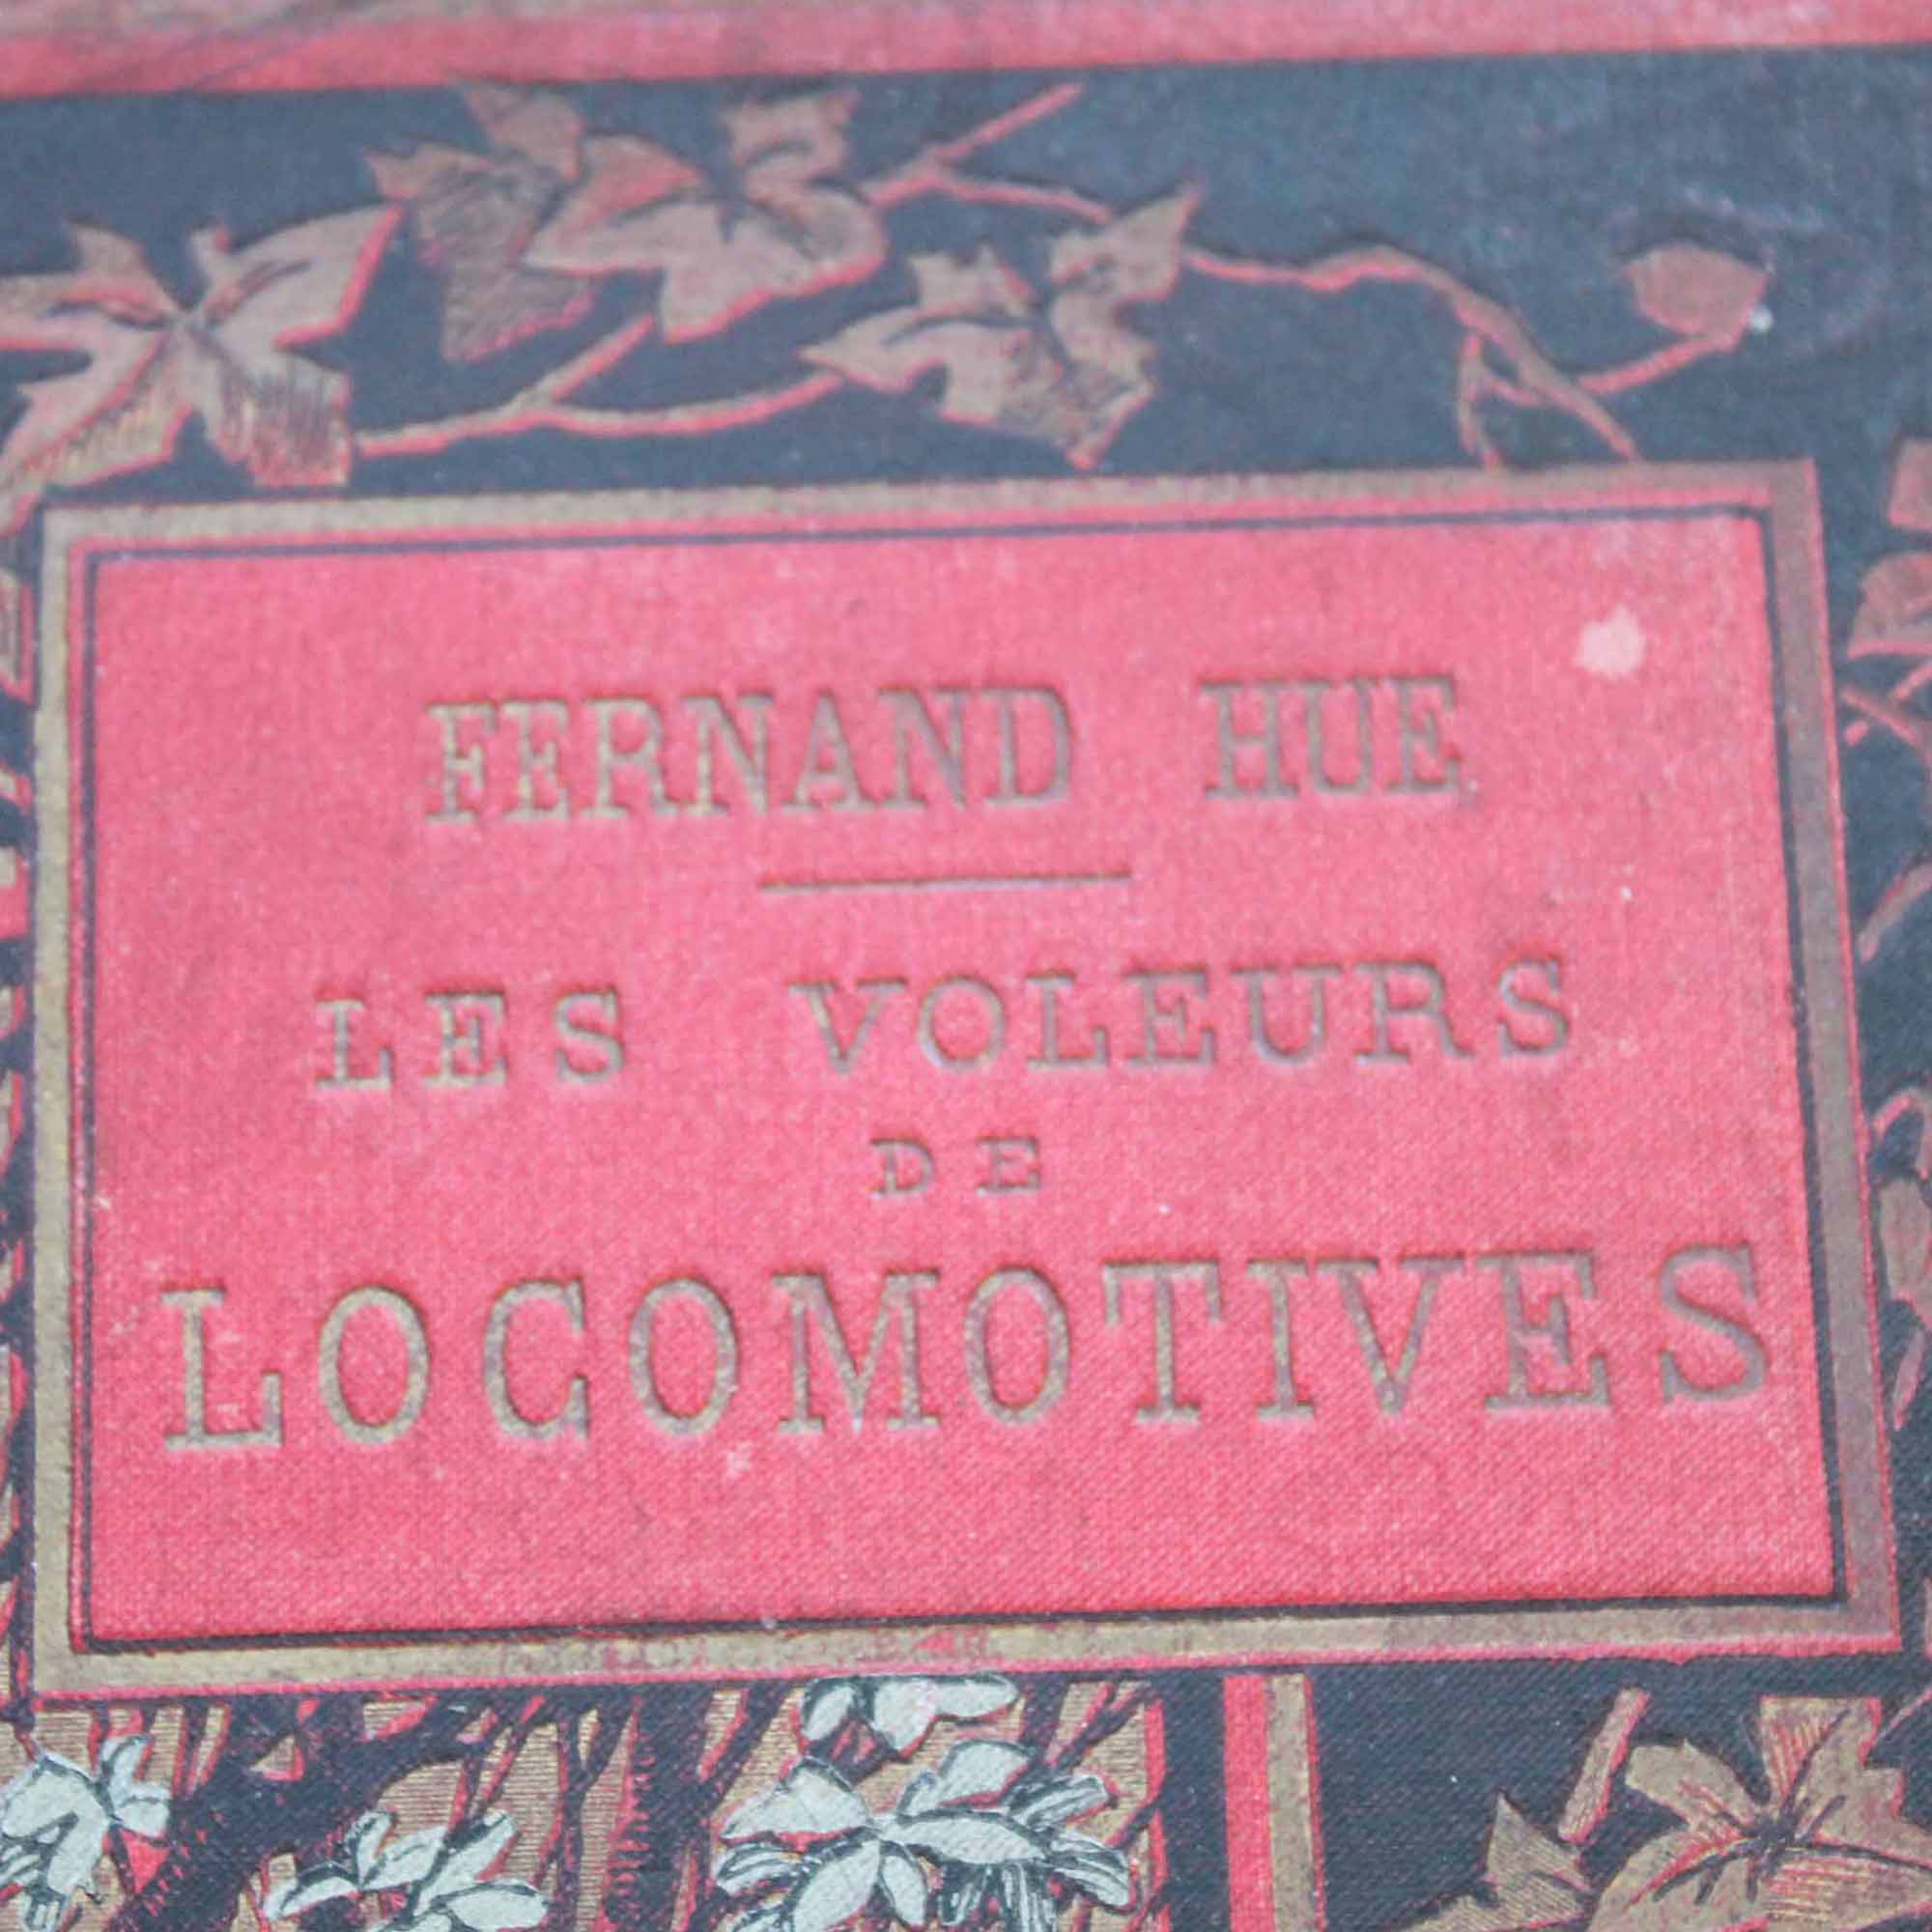 FERNAND HUE
LES VOLEURS
DE
LOCOMOTIVES